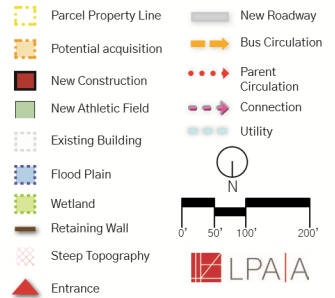 Parcel Property Line
Potential acquisition
New Construction
New Athletic Field
Existing Building
Flood Plain
Wetland
Retaining Wall
Steep Topography
Entrance
New Roadway
Bus Circulation
Parent
Circulation
Connection
Utility
N
0' 50' 100' 200'
LPA|A